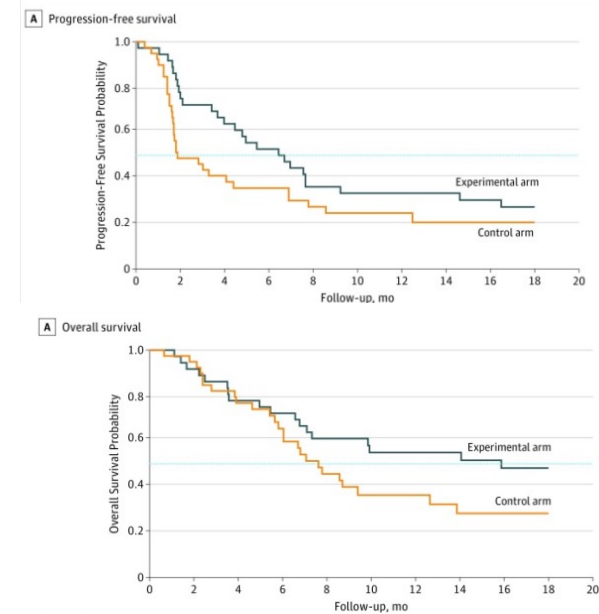 A Progression-free survival
Progression-Free Survival Probability
1.0
0.8
0.6
0.4
0.2
0
Experimental arm
Control arm
0 2 4 6 8 10 12 14 16 18 20
Follow-up, mo
A Overall survival
Overall Survival Probability
1.0
0.8
0.6
0.4
0.2
0
Experimental arm
Control arm
0 2 4 6 8 10 12 14 16 18 20
Follow-up, mo